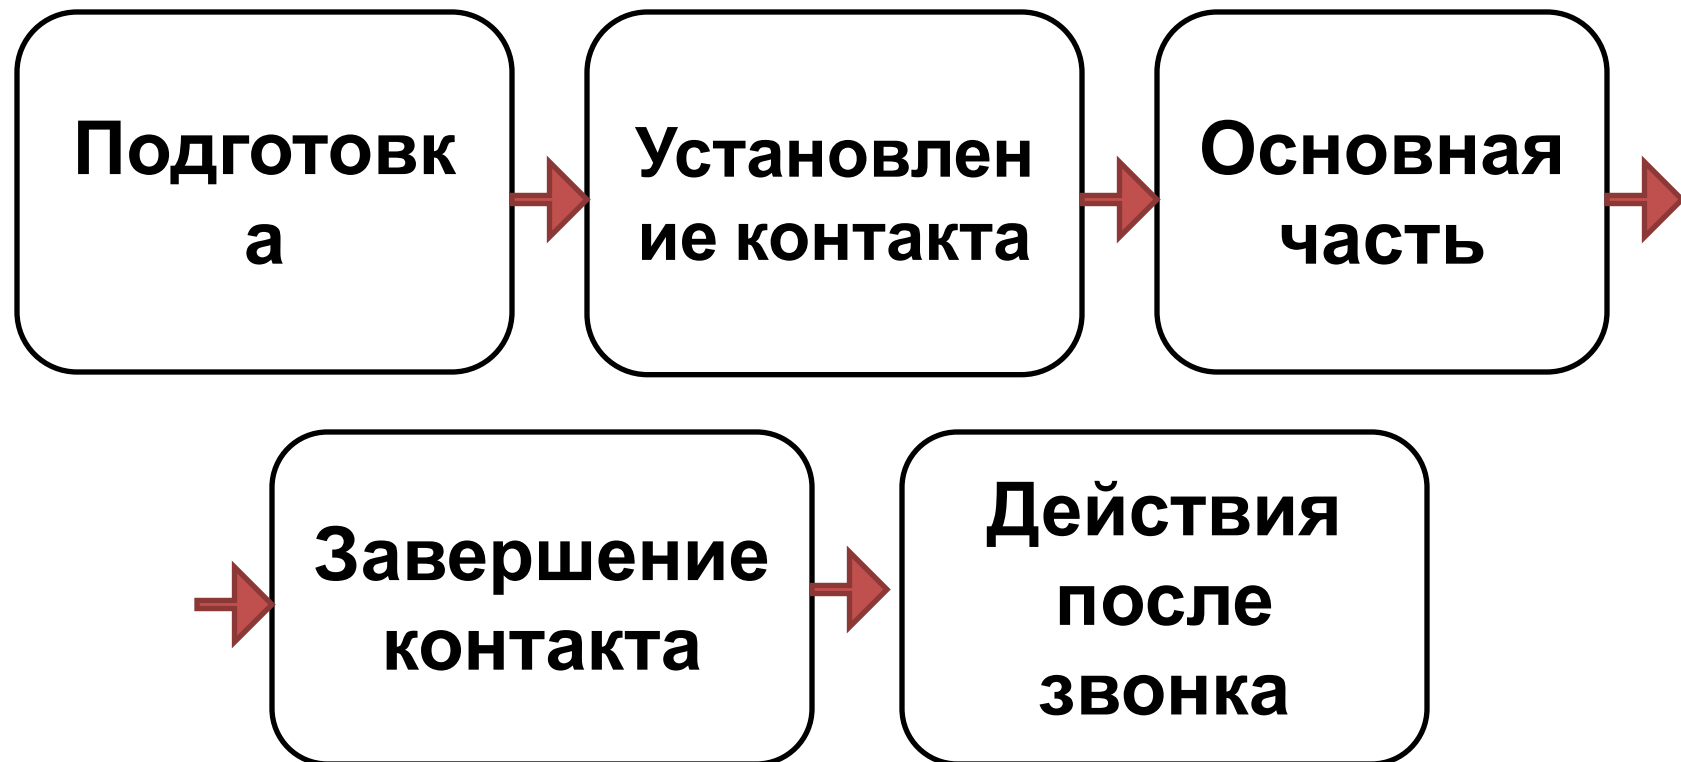 Подготовк
а
Установлен
ие контакта
Основная
часть
Завершение
контакта
Действия
после
звонка